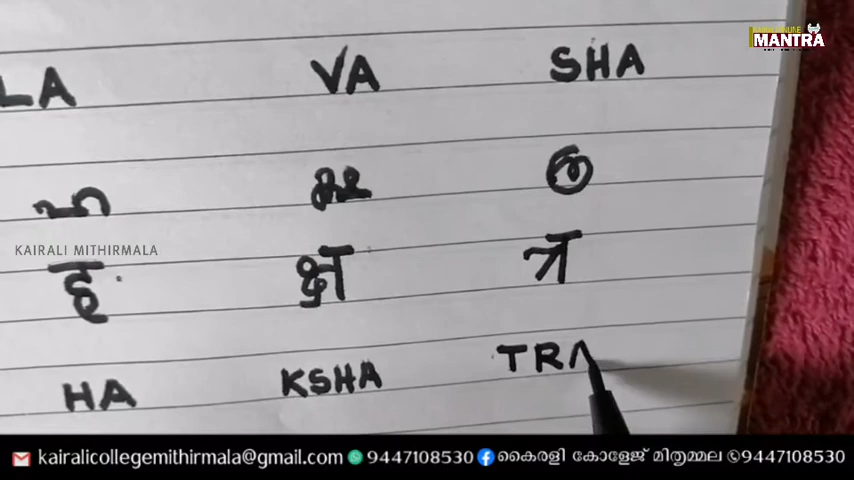 MANTRA
LA VA SHA
ഹ ക്ഷ ത്ര
KAIRALI MITHIRMALA
ह क्ष त्र
HA KSHA TRA
kairalicollegemithirmala@gmail.com 9447108530 കൈരളി കോളേജ് മിതൃമ്മല 9447108530